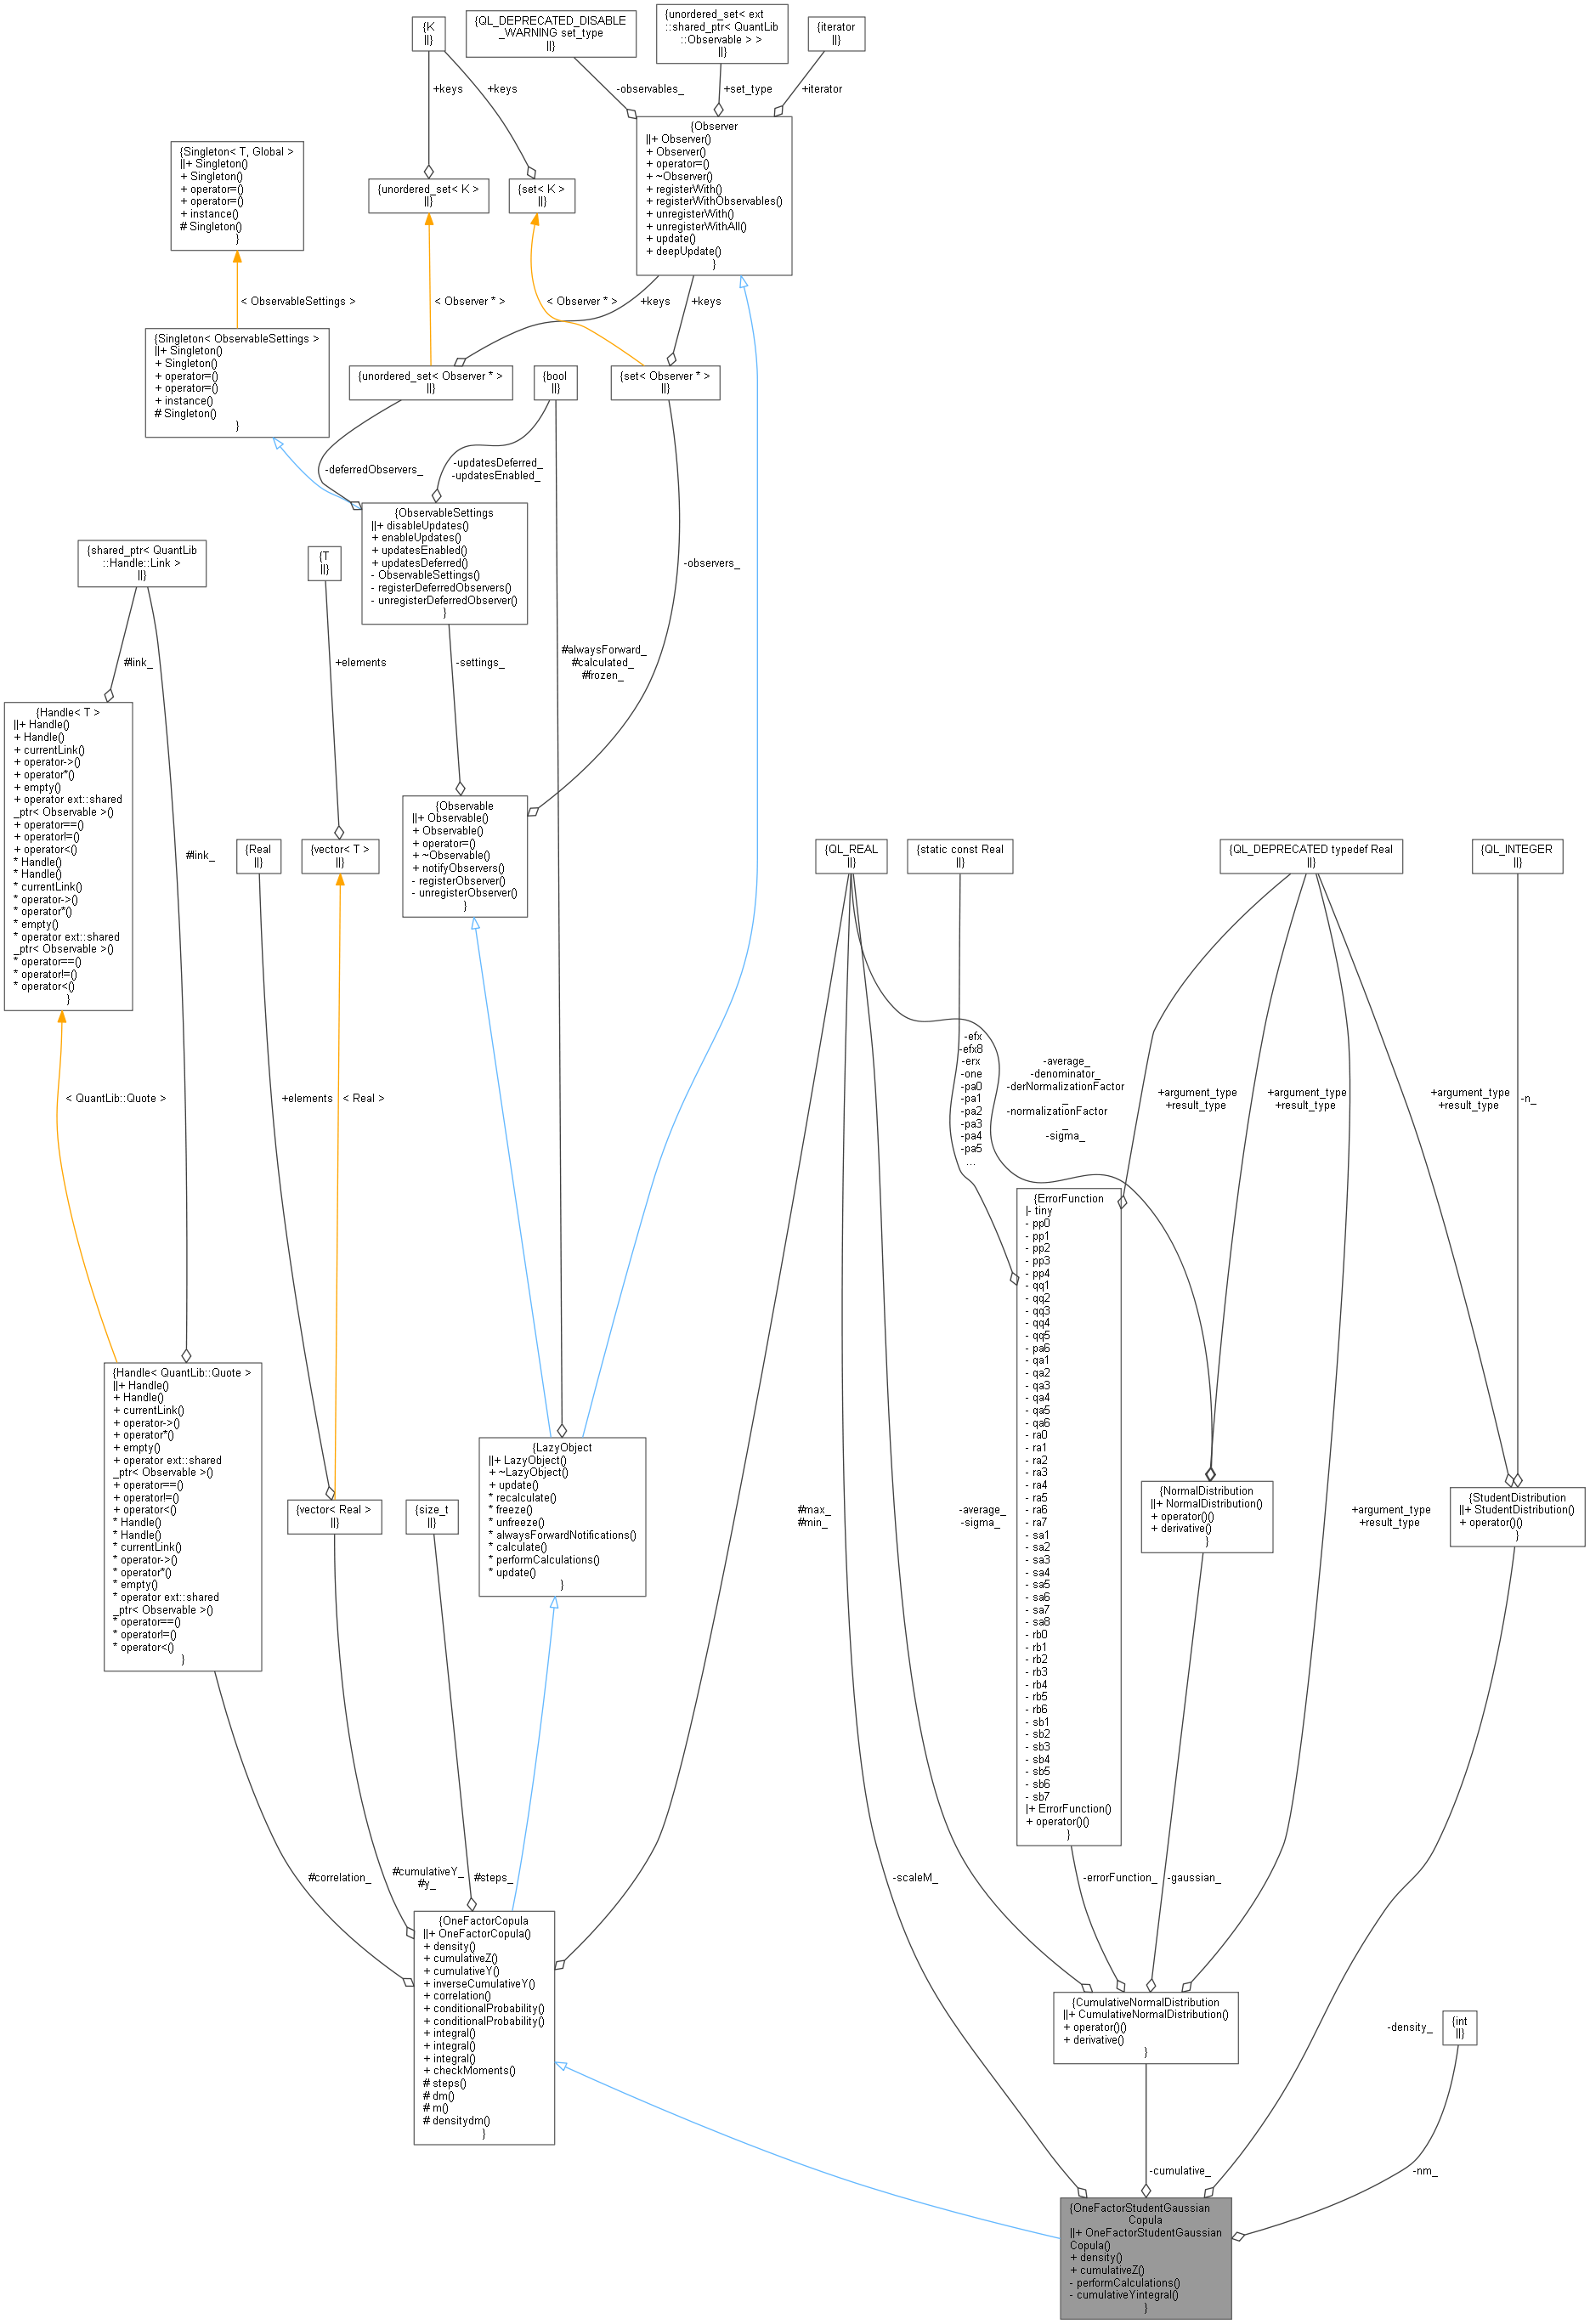 {K
||}
{QL_DEPRECATED_DISABLE
_WARNING set_type
||}
{unordered_set< ext
::shared_ptr< QuantLib
::Observable > >
||}
{iterator
||}
+keys
+keys
-observables_
+set_type
+iterator
{Singleton< T, Global >
||+ Singleton()
+ Singleton()
+ operator=()
+ operator=()
+ instance()
# Singleton()
}
{unordered_set< K >
||}
{set< K >
||}
{Observer
||+ Observer()
+ Observer()
+ operator=()
+ ~Observer()
+ registerWith()
+ registerWithObservables()
+ unregisterWith()
+ unregisterWithAll()
+ update()
+ deepUpdate()
}
< ObservableSettings >
< Observer * >
< Observer * >
+keys
+keys
{Singleton< ObservableSettings >
||+ Singleton()
+ Singleton()
+ operator=()
+ operator=()
+ instance()
# Singleton()
}
{unordered_set< Observer * >
||}
{bool
||}
{set< Observer * >
||}
-deferredObservers_
-updatesDeferred_
-updatesEnabled_
{ObservableSettings
||+ disableUpdates()
+ enableUpdates()
+ updatesEnabled()
+ updatesDeferred()
- ObservableSettings()
- registerDeferredObservers()
- unregisterDeferredObserver()
}
{shared_ptr< QuantLib
::Handle::Link >
||}
{T
||}
-observers_
#link_
+elements
-settings_
#alwaysForward_
#calculated_
#frozen_
{Handle< T >
||+ Handle()
+ Handle()
+ currentLink()
+ operator->()
+ operator*()
+ empty()
+ operator ext::shared
_ptr< Observable >()
+ operator==()
+ operator!=()
+ operator<()
* Handle()
* Handle()
* currentLink()
* operator->()
* operator*()
* empty()
* operator ext::shared
_ptr< Observable >()
* operator==()
* operator!=()
* operator<()
}
#link_
{Real
||}
{vector< T >
||}
{Observable
||+ Observable()
+ Observable()
+ operator=()
+ ~Observable()
+ notifyObservers()
- registerObserver()
- unregisterObserver()
}
{QL_REAL
||}
{static const Real
||}
{QL_DEPRECATED typedef Real
||}
{QL_INTEGER
||}
< QuantLib::Quote >
+elements
< Real >
-efx
-efx8
-erx
-one
-pa0
-pa1
-pa2
-pa3
-pa4
-pa5
...
-average_
-denominator_
-derNormalizationFactor
_
-normalizationFactor
_
-sigma_
+argument_type
+result_type
+argument_type
+result_type
+argument_type
+result_type
-n_
{ErrorFunction
|- tiny
- pp0
- pp1
- pp2
- pp3
- pp4
- qq1
- qq2
- qq3
- qq4
- qq5
- pa6
- qa1
- qa2
- qa3
- qa4
- qa5
- qa6
- ra0
- ra1
- ra2
- ra3
- ra4
- ra5
- ra6
- ra7
- sa1
- sa2
- sa3
- sa4
- sa5
- sa6
- sa7
- sa8
- rb0
- rb1
- rb2
- rb3
- rb4
- rb5
- rb6
- sb1
- sb2
- sb3
- sb4
- sb5
- sb6
- sb7
|+ ErrorFunction()
+ operator()()
}
{Handle< QuantLib::Quote >
||+ Handle()
+ Handle()
+ currentLink()
+ operator->()
+ operator*()
+ empty()
+ operator ext::shared
_ptr< Observable >()
+ operator==()
+ operator!=()
+ operator<()
* Handle()
* Handle()
* currentLink()
* operator->()
* operator*()
* empty()
* operator ext::shared
_ptr< Observable >()
* operator==()
* operator!=()
* operator<()
}
{vector< Real >
||}
{size_t
||}
{LazyObject
||+ LazyObject()
+ ~LazyObject()
+ update()
* recalculate()
* freeze()
* unfreeze()
* alwaysForwardNotifications()
* calculate()
* performCalculations()
* update()
}
#max_
#min_
-average_
-sigma_
{NormalDistribution
||+ NormalDistribution()
+ operator()()
+ derivative()
}
+argument_type
+result_type
{StudentDistribution
||+ StudentDistribution()
+ operator()()
}
#correlation_
#cumulativeY_
#y_
#steps_
-scaleM_
-errorFunction_
-gaussian_
{OneFactorCopula
||+ OneFactorCopula()
+ density()
+ cumulativeZ()
+ cumulativeY()
+ inverseCumulativeY()
+ correlation()
+ conditionalProbability()
+ conditionalProbability()
+ integral()
+ integral()
+ integral()
+ checkMoments()
# steps()
# dm()
# m()
# densitydm()
}
{CumulativeNormalDistribution
||+ CumulativeNormalDistribution()
+ operator()()
+ derivative()
}
-density_
{int
||}
-cumulative_
-nm_
{OneFactorStudentGaussian
Copula
||+ OneFactorStudentGaussian
Copula()
+ density()
+ cumulativeZ()
- performCalculations()
- cumulativeYintegral()
}